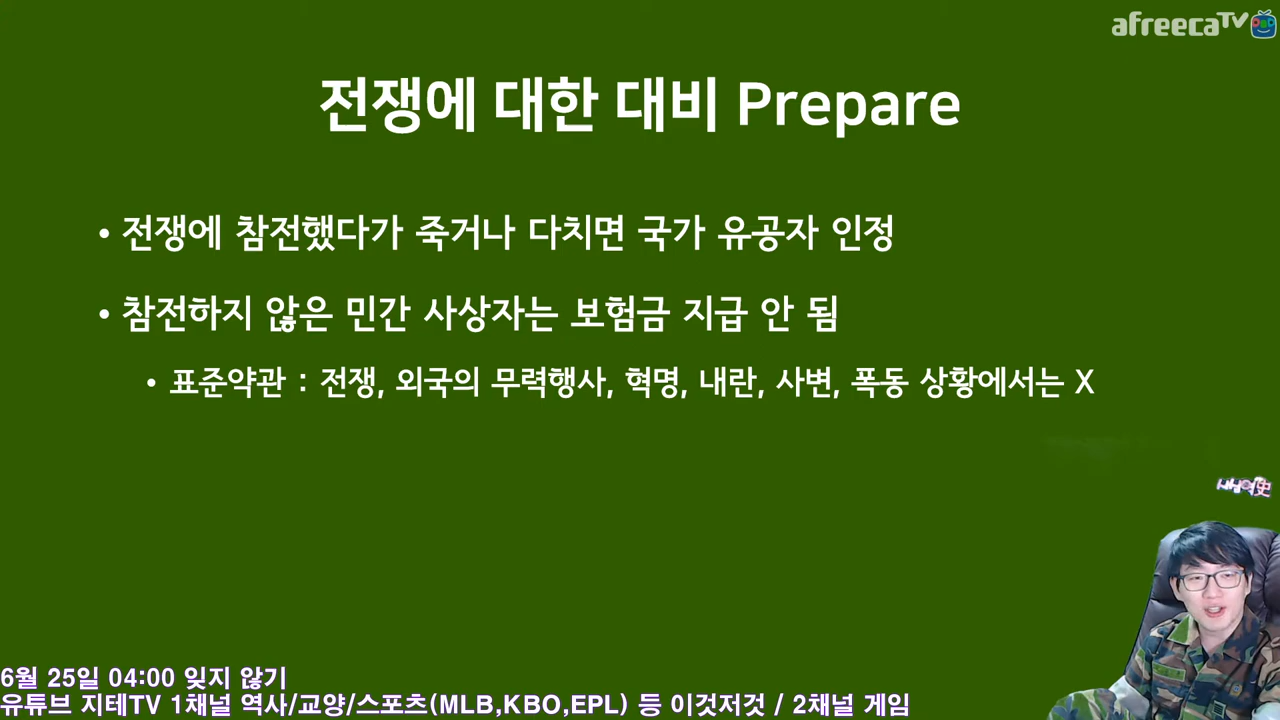 afreecaTV
전쟁에 대한 대비 Prepare
• 전쟁에 참전했다가 죽거나 다치면 국가 유공자 인정
• 참전하지 않은 민간 사상자는 보험금 지급 안 됨
• 표준약관 : 전쟁, 외국의 무력행사, 혁명, 내란, 사변, 폭동 상황에서는 X
6월 25일 04:00 잊지 않기
유튜브 지테TV 1채널 역사/교양/스포츠(MLB,KBO,EPL) 등 이것저것 / 2채널 게임